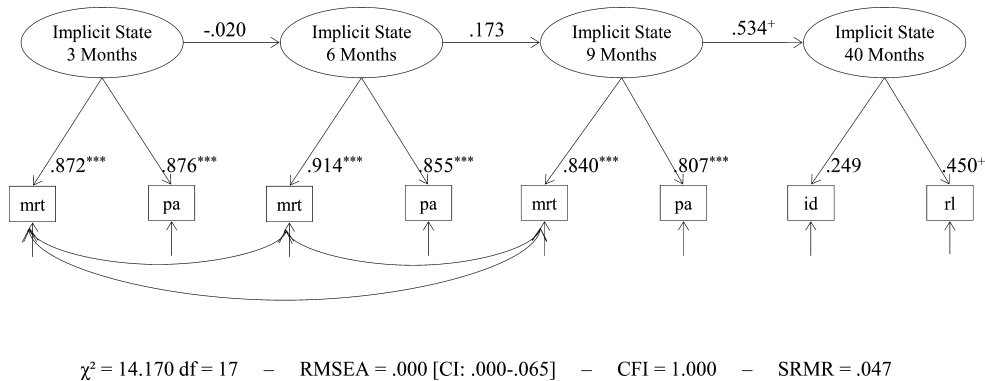 Implicit State
3 Months
-.020
Implicit State
6 Months
.173
Implicit State
9 Months
.534+
Implicit State
40 Months
.872***
.876***
.914***
.855***
.840***
.807***
.249
.450+
mrt
pa
mrt
pa
mrt
pa
id
rl
χ² = 14.170 df = 17 – RMSEA = .000 [CI: .000-.065] – CFI = 1.000 – SRMR = .047